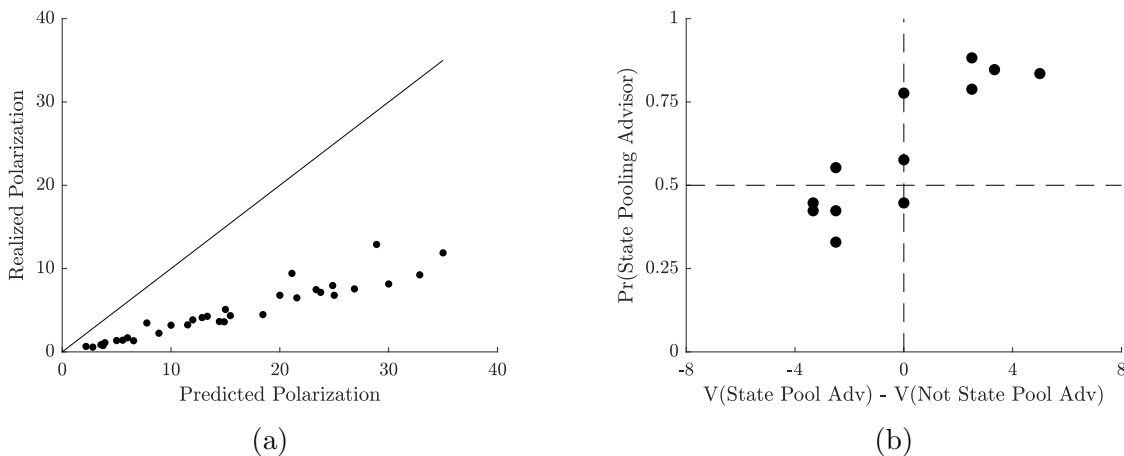 40
30
20
10
0
Realized Polarization
0 10 20 30 40
Predicted Polarization
(a)
1
0.75
0.5
0.25
0
Pr(State Pooling Advisor)
-8 -4 0 4 8
V(State Pool Adv) - V(Not State Pool Adv)
(b)